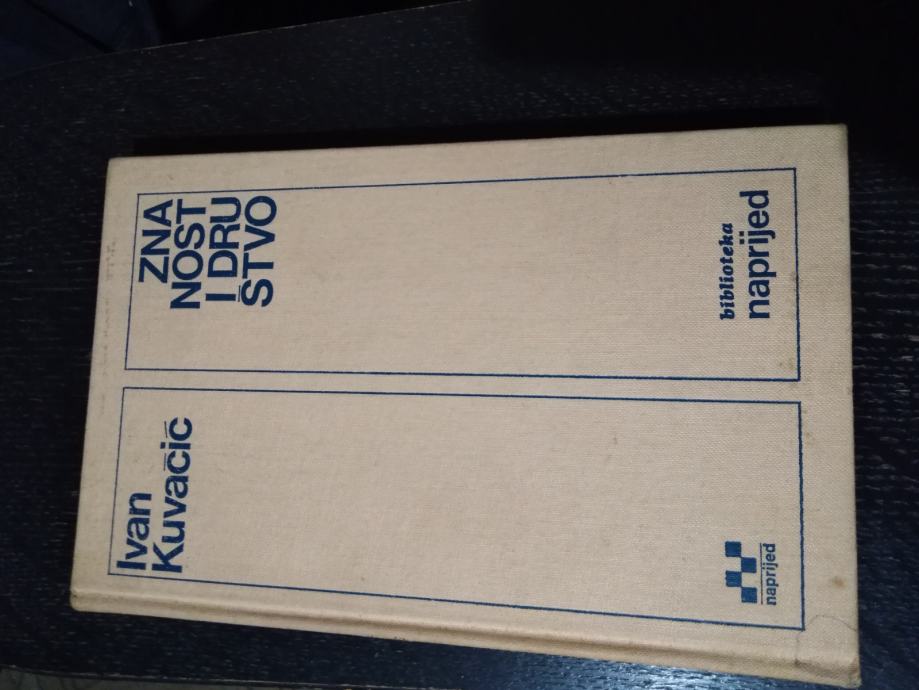 Ivan
Kuvačić
ZNA
NOST
I DRU
ŠTVO
naprijed
biblioteka
naprijed